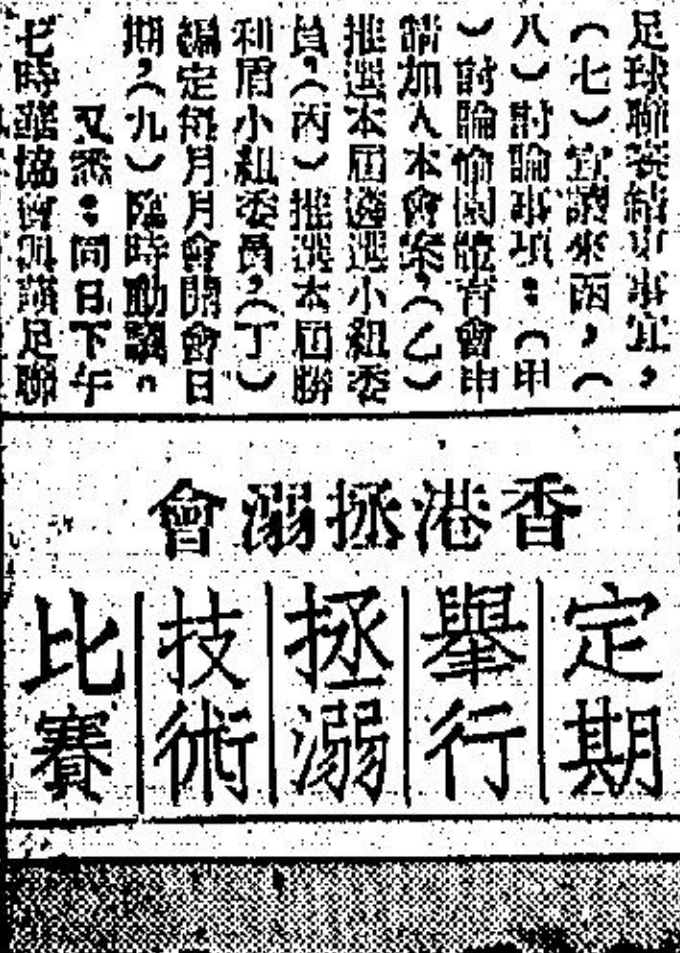 足球聯賽結束事宜，
（七）宣讀來函，（
八）討論事項：（甲
）討論愉園體育會申
請加入本會案，（乙）
推選本屆遴選小組委
員，（丙）推選本屆勝
利盾小組委員，（丁）
編定每月月會開會日
期，（九）臨時動議。
又悉：同日下午
七時華協會與議足聯
香港拯溺會
定期
舉行
拯溺
技術
比賽